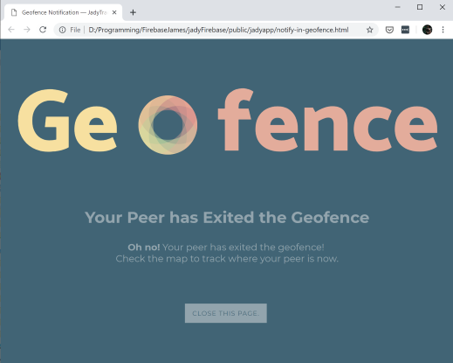 Geofence Notification — JadyTra
File
D:/Programming/FirebaseJames/jadyFirebase/public/jadyapp/notify-in-geofence.html
Ge fence
Your Peer has Exited the Geofence
Oh no! Your peer has exited the geofence!
Check the map to track where your peer is now.
CLOSE THIS PAGE.